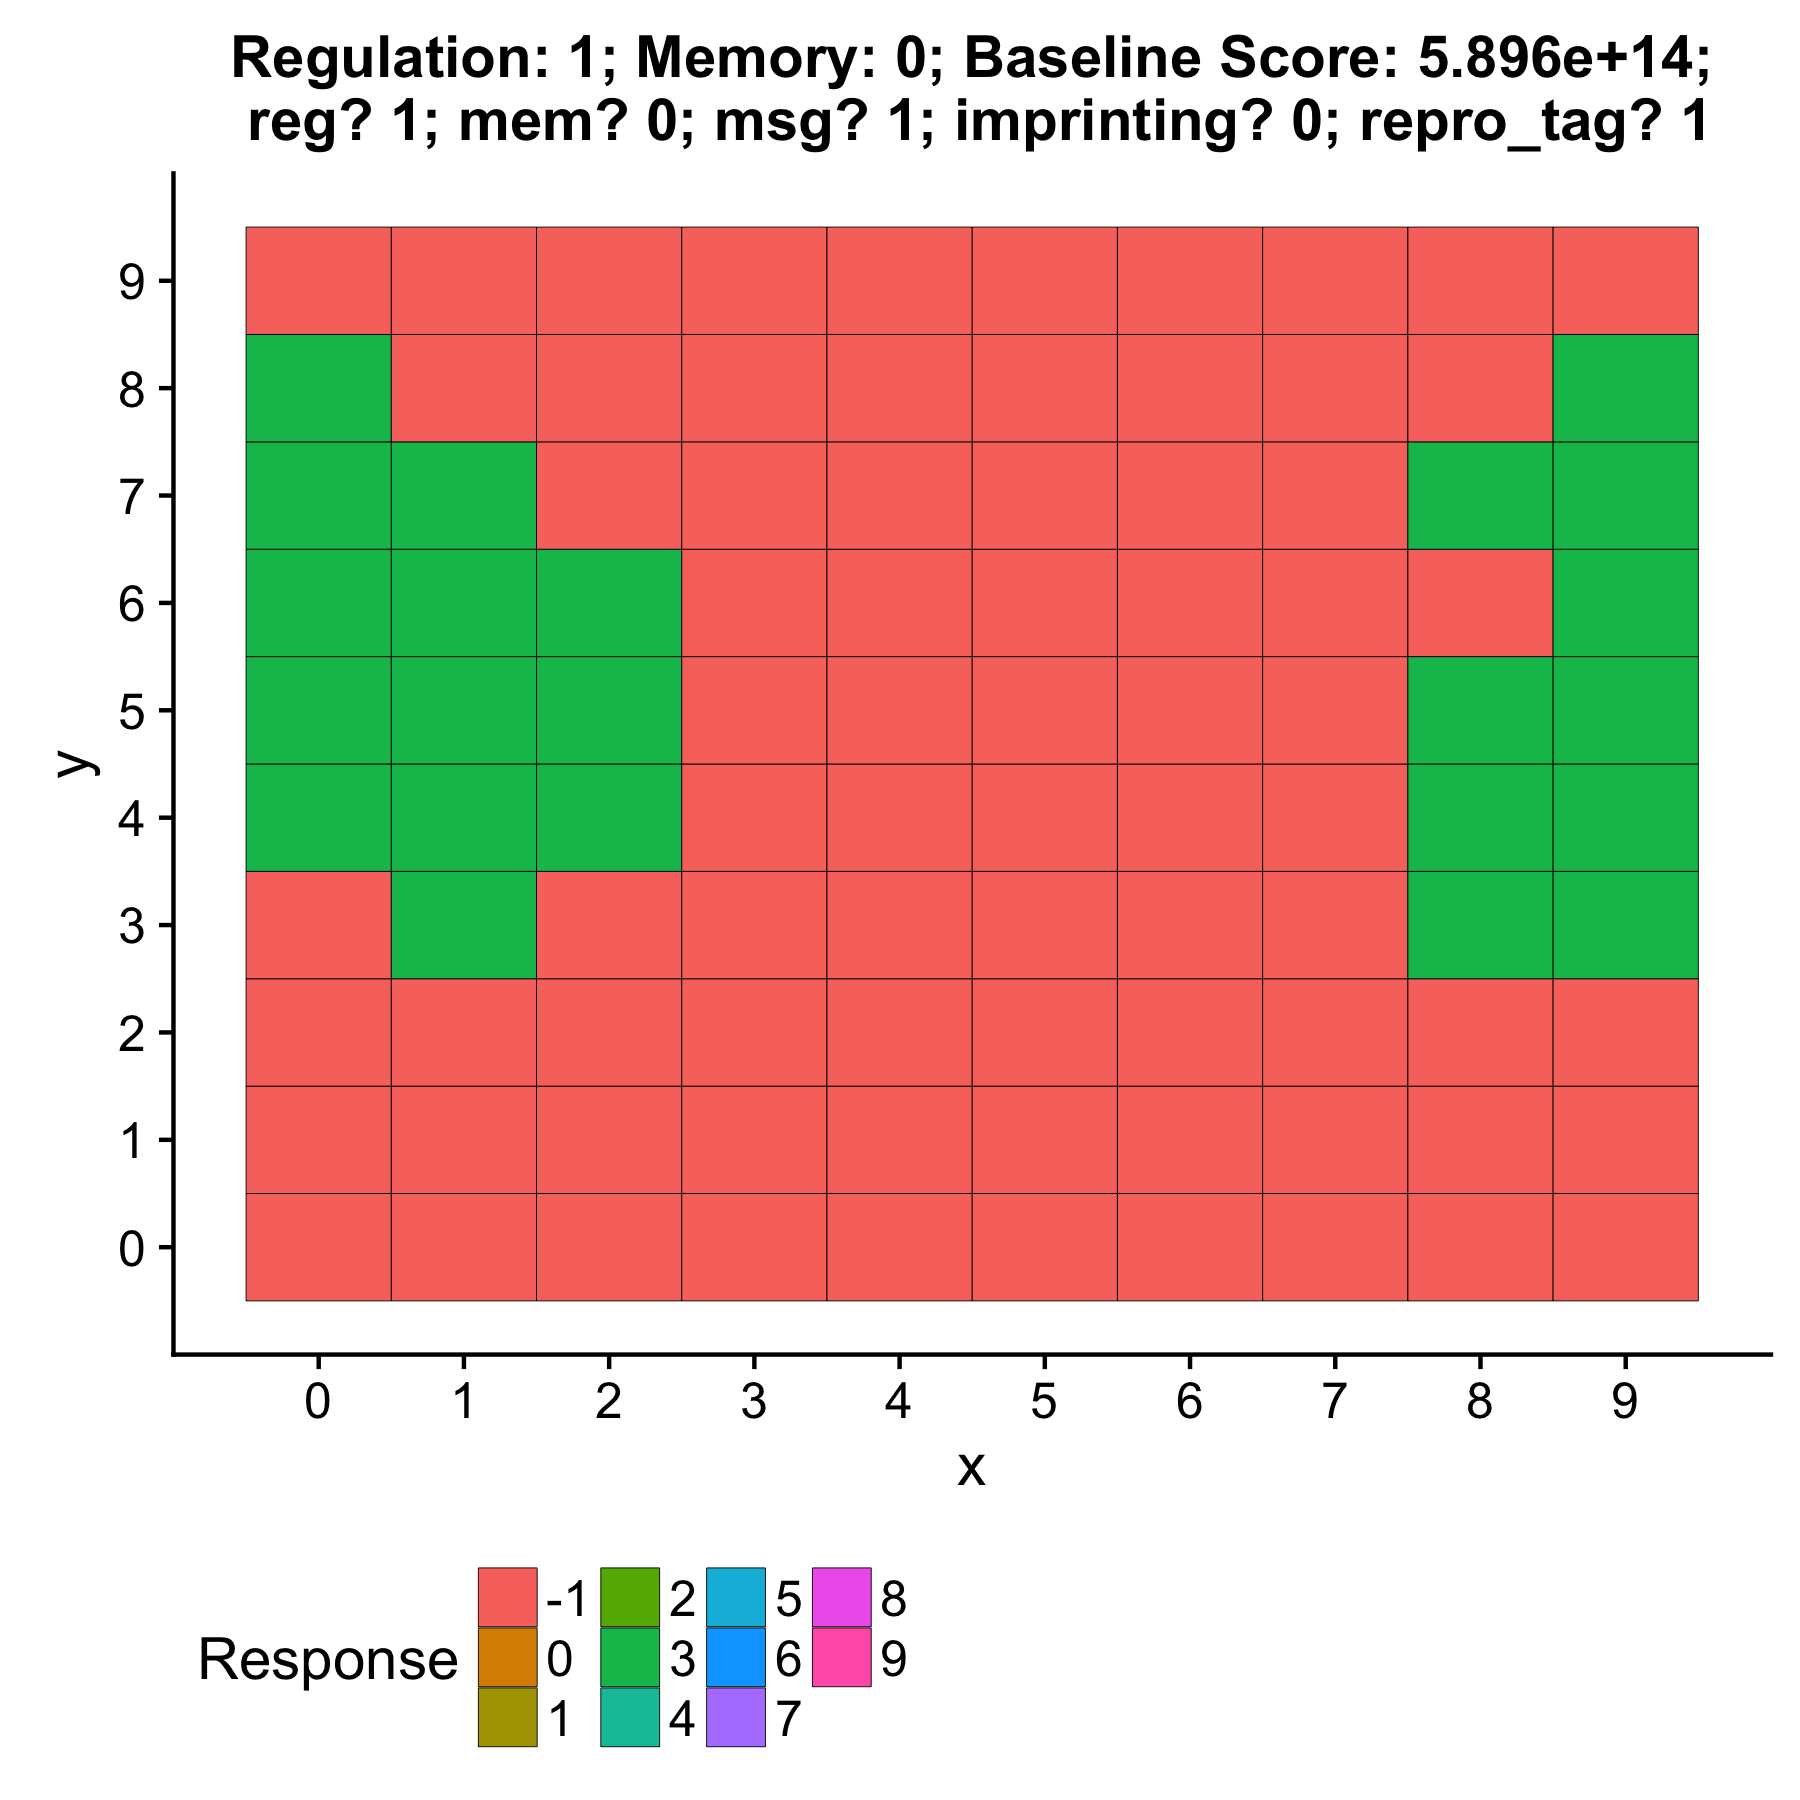 Regulation: 1; Memory: 0; Baseline Score: 5.896e+14;
reg? 1; mem? 0; msg? 1; imprinting? 0; repro_tag? 1
9
8
7
6
5
4
3
2
1
0
y
0 1 2 3 4 5 6 7 8 9
x
Response
-1 2 5 8
0 3 6 9
1 4 7